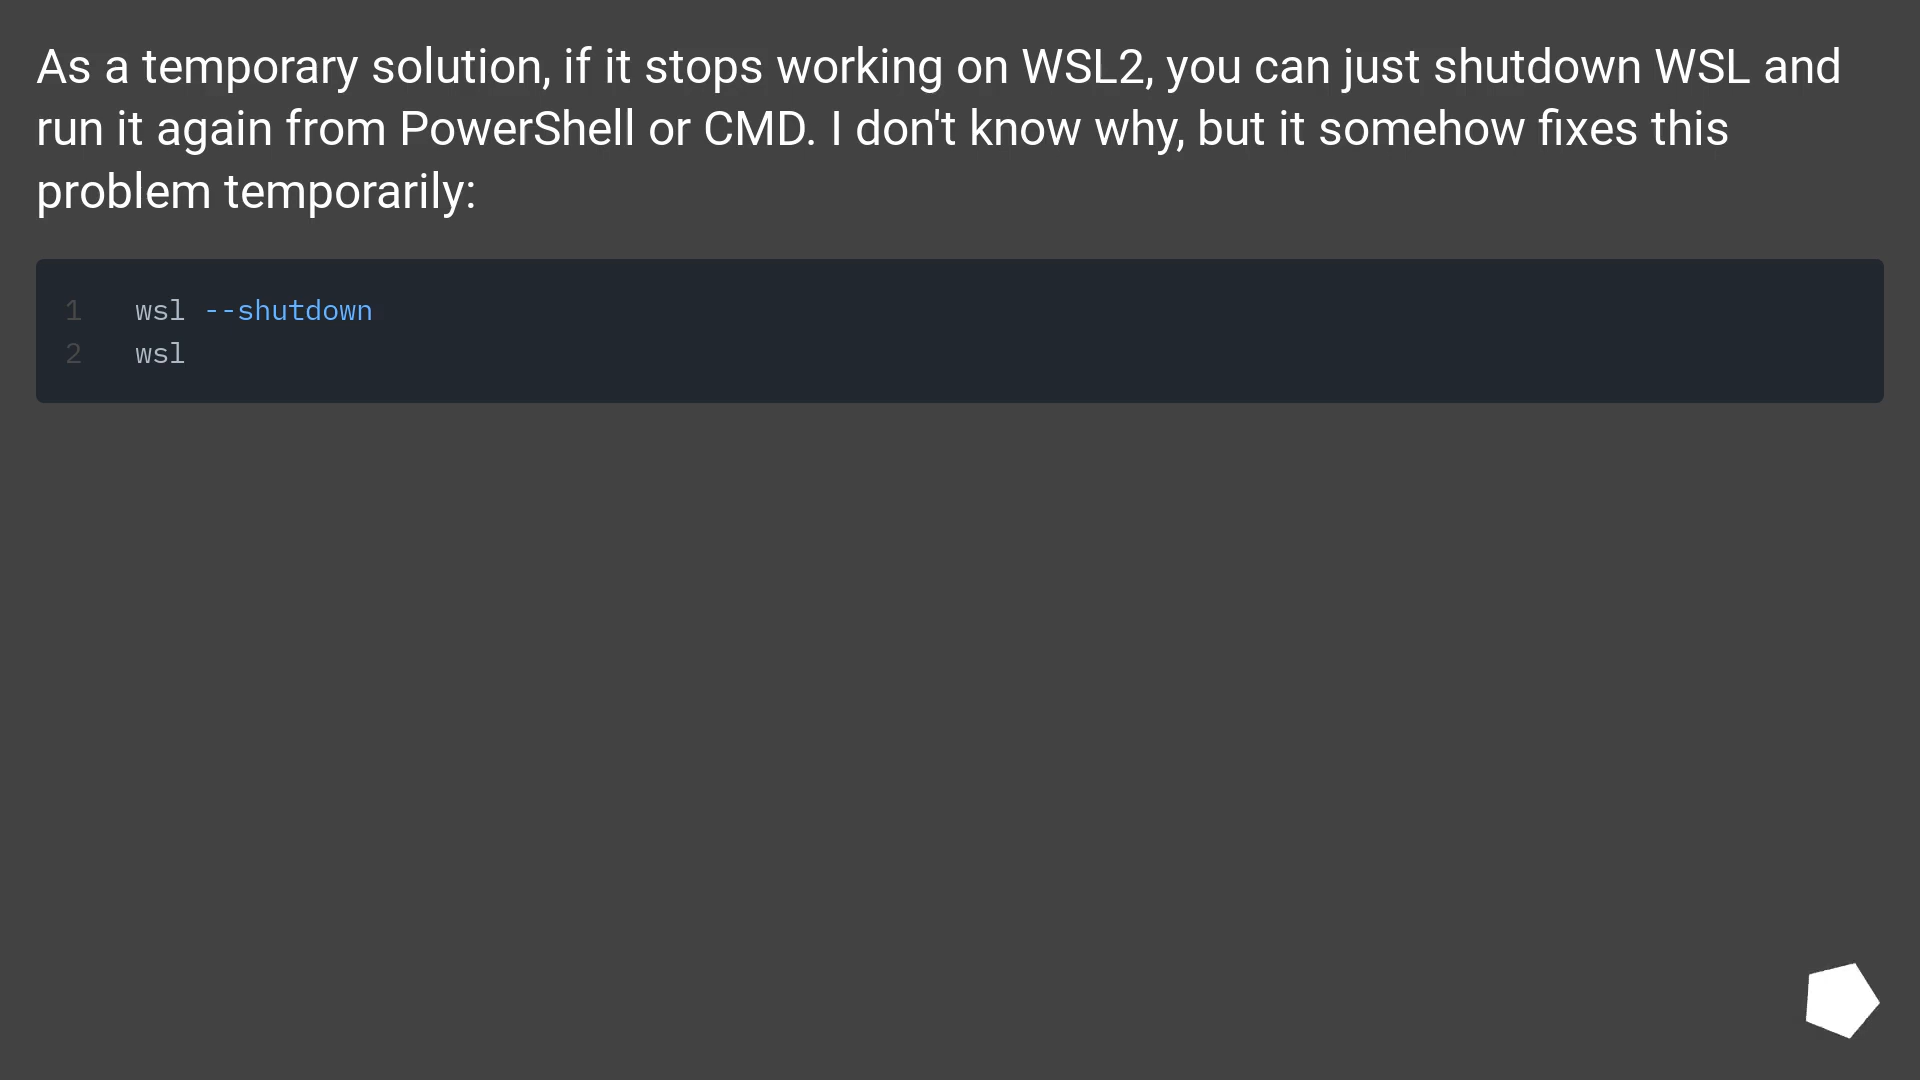 As a temporary solution, if it stops working on WSL2, you can just shutdown WSL and
run it again from PowerShell or CMD. I don't know why, but it somehow fixes this
problem temporarily:
1 wsl --shutdown
2 wsl